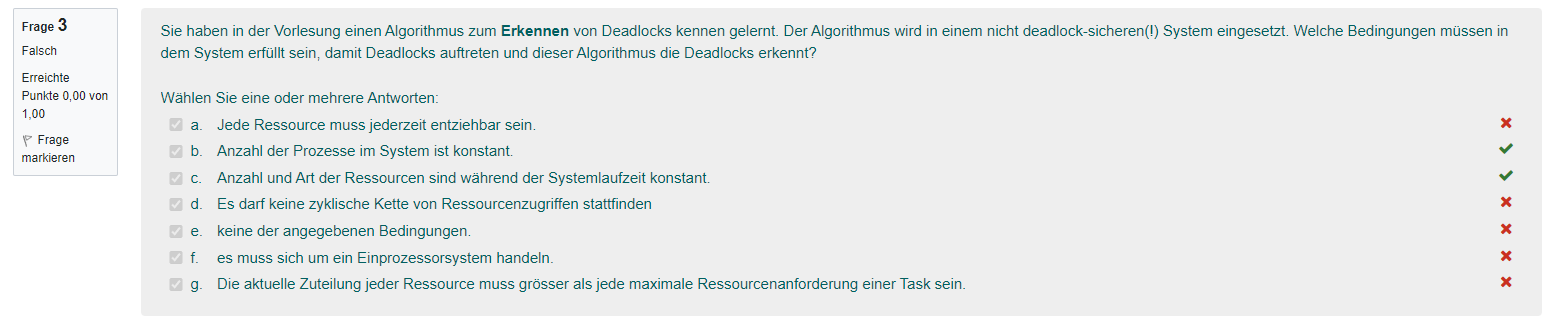 Frage 3
Falsch
Erreichte
Punkte 0,00 von
1,00
Frage
markieren
Sie haben in der Vorlesung einen Algorithmus zum Erkennen von Deadlocks kennen gelernt. Der Algorithmus wird in einem nicht deadlock-sicheren(!) System eingesetzt. Welche Bedingungen müssen in
dem System erfüllt sein, damit Deadlocks auftreten und dieser Algorithmus die Deadlocks erkennt?
Wählen Sie eine oder mehrere Antworten:
a. Jede Ressource muss jederzeit entziehbar sein.
b. Anzahl der Prozesse im System ist konstant.
c. Anzahl und Art der Ressourcen sind während der Systemlaufzeit konstant.
d. Es darf keine zyklische Kette von Ressourcenzugriffen stattfinden
e. keine der angegebenen Bedingungen.
f. es muss sich um ein Einprozessorsystem handeln.
g. Die aktuelle Zuteilung jeder Ressource muss grösser als jede maximale Ressourcenanforderung einer Task sein.